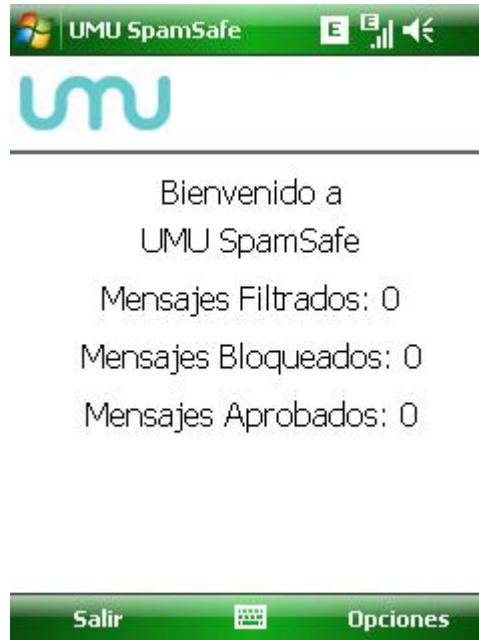 UMU SpamSafe E E
umu
Bienvenido a
UMU SpamSafe
Mensajes Filtrados: 0
Mensajes Bloqueados: 0
Mensajes Aprobados: 0
Salir Opciones